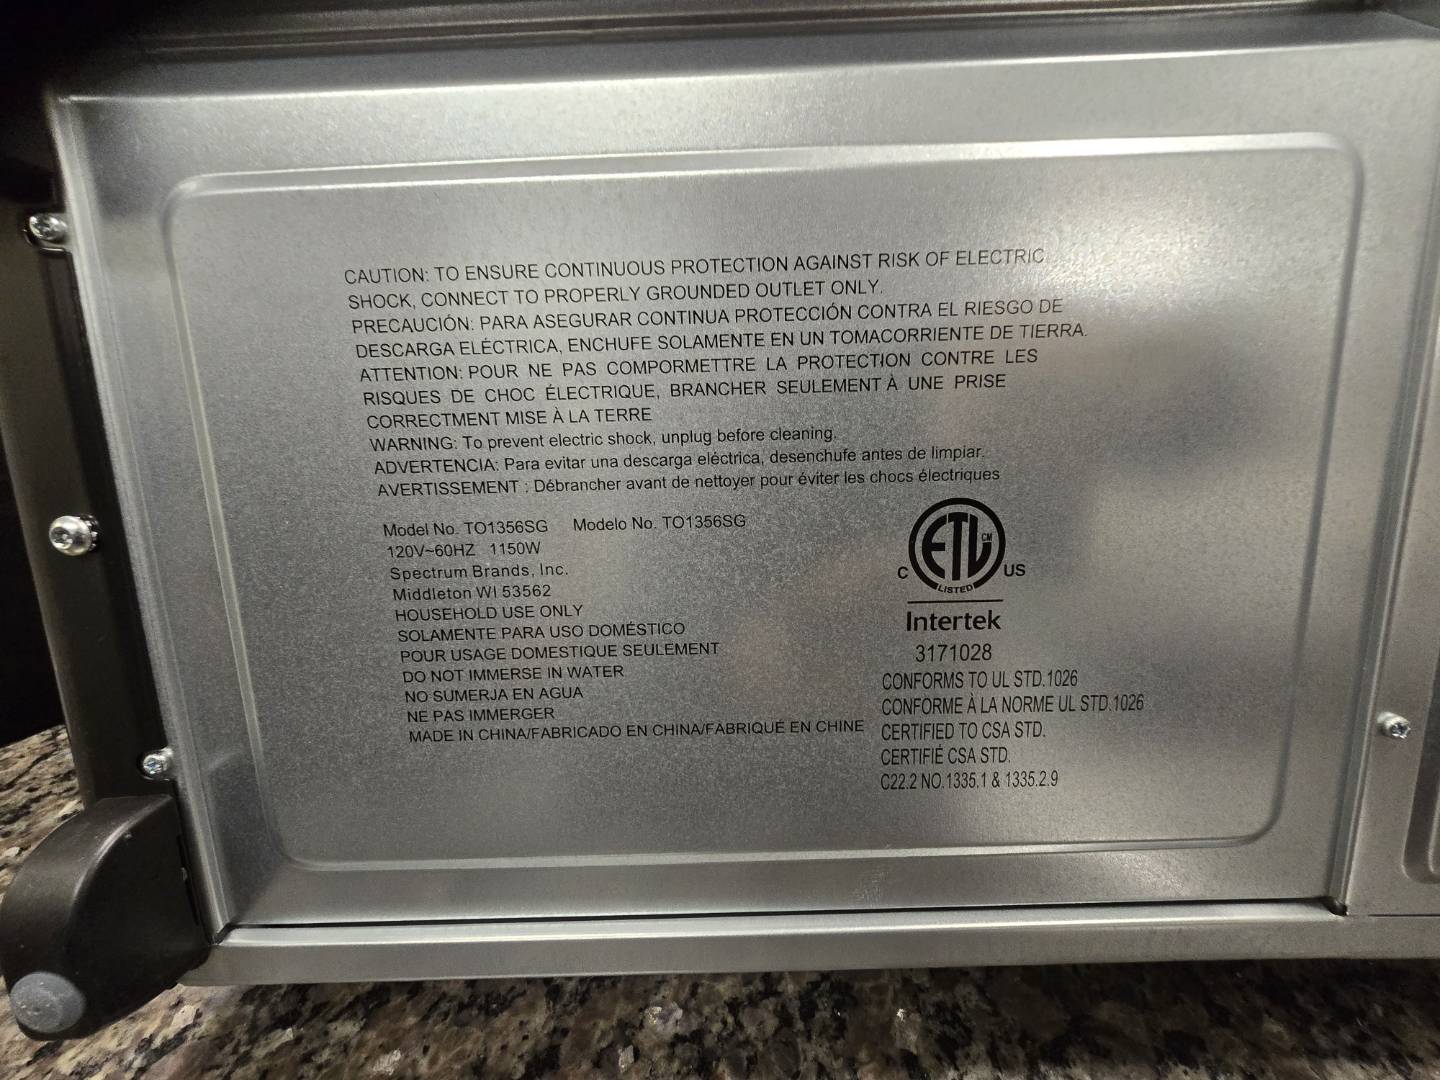 CAUTION: TO ENSURE CONTINUOUS PROTECTION AGAINST RISK OF ELECTRIC
SHOCK, CONNECT TO PROPERLY GROUNDED OUTLET ONLY.
PRECAUCIÓN: PARA ASEGURAR CONTINUA PROTECCIÓN CONTRA EL RIESGO DE
DESCARGA ELÉCTRICA, ENCHUFE SOLAMENTE EN UN TOMACORRIENTE DE TIERRA.
ATTENTION: POUR NE PAS COMPORMETTRE LA PROTECTION CONTRE LES
RISQUES DE CHOC ÉLECTRIQUE, BRANCHER SEULEMENT À UNE PRISE
CORRECTMENT MISE À LA TERRE
WARNING: To prevent electric shock, unplug before cleaning.
ADVERTENCIA: Para evitar una descarga eléctrica, desenchufe antes de limpiar.
AVERTISSEMENT : Débrancher avant de nettoyer pour éviter les chocs électriques
Model No. TO1356SG Modelo No. TO1356SG
120V~60HZ 1150W
Spectrum Brands, Inc.
Middleton WI 53562
HOUSEHOLD USE ONLY
SOLAMENTE PARA USO DOMÉSTICO
POUR USAGE DOMESTIQUE SEULEMENT
DO NOT IMMERSE IN WATER
NO SUMERJA EN AGUA
NE PAS IMMERGER
MADE IN CHINA/FABRICADO EN CHINA/FABRIQUÉ EN CHINE
ETL CM
C LISTED US
Intertek
3171028
CONFORMS TO UL STD.1026
CONFORME À LA NORME UL STD.1026
CERTIFIED TO CSA STD.
CERTIFIÉ CSA STD.
C22.2 NO.1335.1 & 1335.2.9